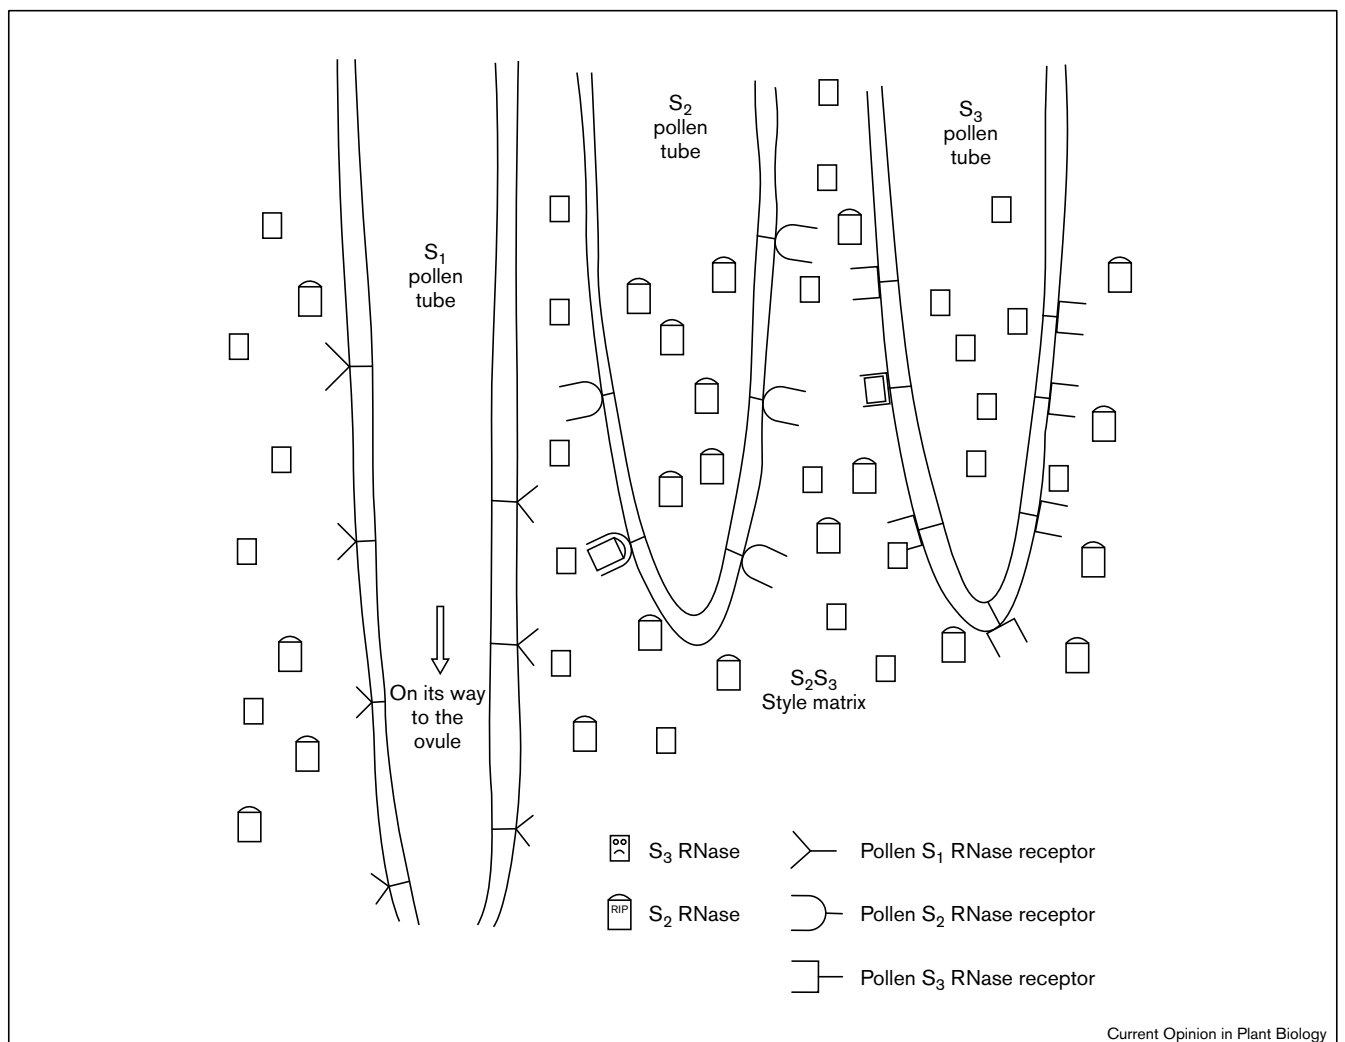 S₂
pollen
tube
S₃
pollen
tube
S₁
pollen
tube
On its way
to the
ovule
S₂S₃
Style matrix
S₃ RNase
Pollen S₁ RNase receptor
RIP
S₂ RNase
Pollen S₂ RNase receptor
Pollen S₃ RNase receptor
Current Opinion in Plant Biology